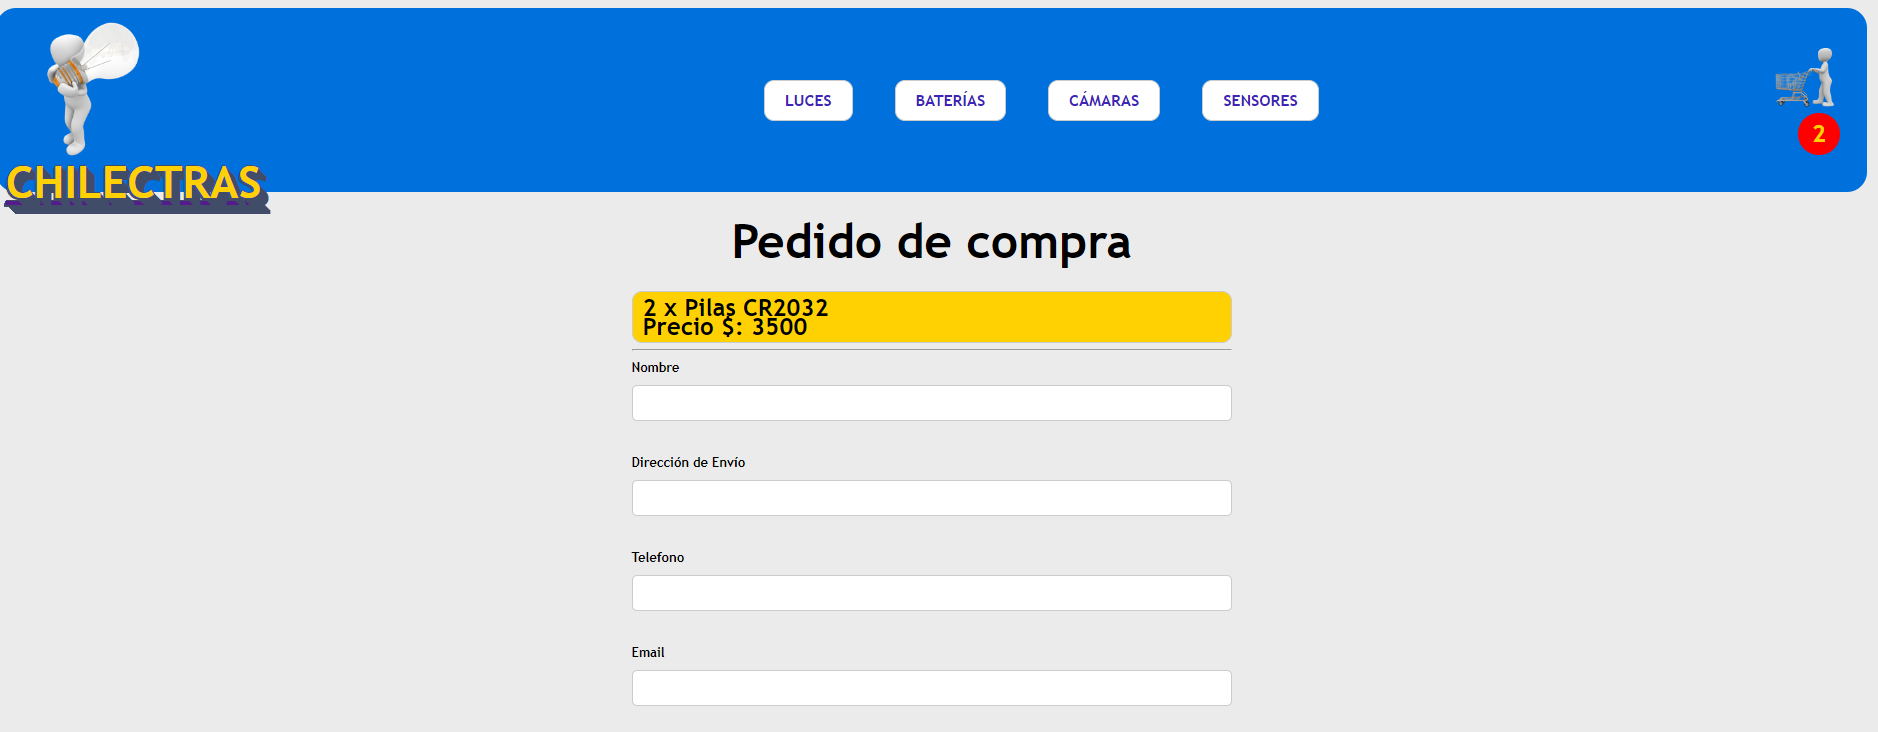 CHILECTRAS
LUCES
BATERÍAS
CÁMARAS
SENSORES
2
Pedido de compra
2 x Pilas CR2032
Precio $: 3500
Nombre
Dirección de Envío
Telefono
Email